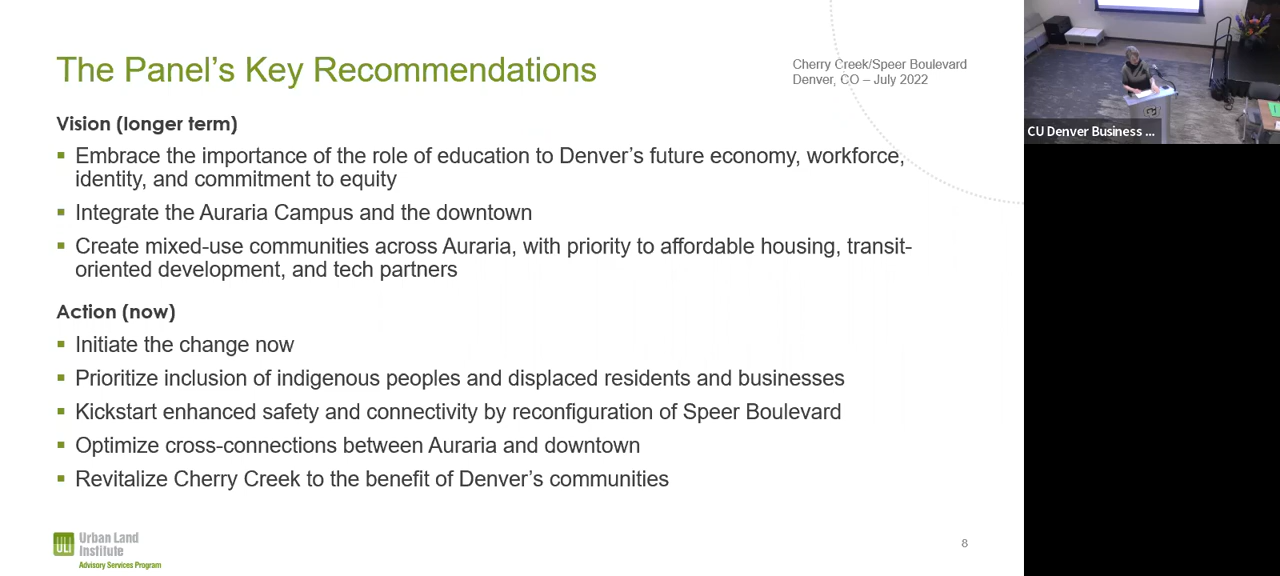 The Panel's Key Recommendations
Cherry Creek/Speer Boulevard
Denver, CO – July 2022
Vision (longer term)
▪ Embrace the importance of the role of education to Denver's future economy, workforce,
identity, and commitment to equity
▪ Integrate the Auraria Campus and the downtown
▪ Create mixed-use communities across Auraria, with priority to affordable housing, transit-
oriented development, and tech partners
Action (now)
▪ Initiate the change now
▪ Prioritize inclusion of indigenous peoples and displaced residents and businesses
▪ Kickstart enhanced safety and connectivity by reconfiguration of Speer Boulevard
▪ Optimize cross-connections between Auraria and downtown
▪ Revitalize Cherry Creek to the benefit of Denver's communities
ULI
Urban Land
Institute
Advisory Services Program
8
CU Denver Business ...